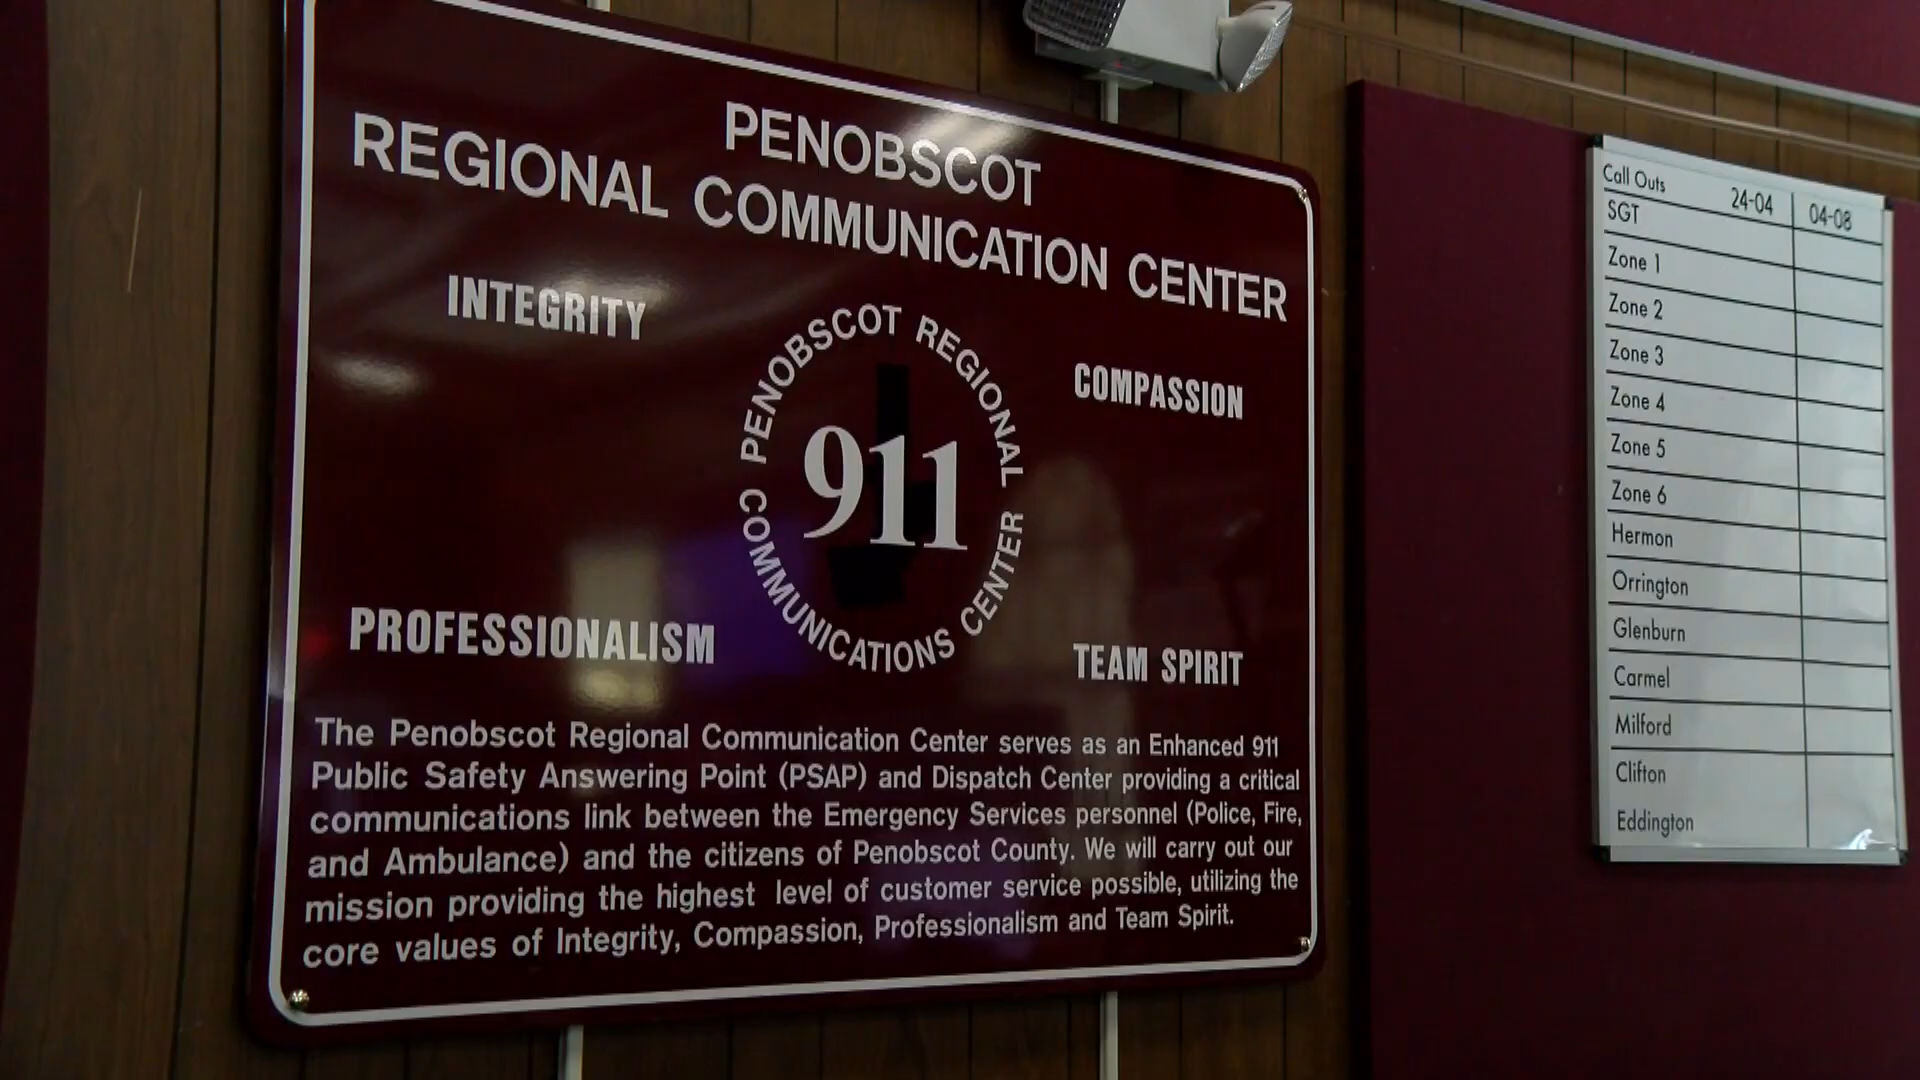 PENOBSCOT
REGIONAL COMMUNICATION CENTER
INTEGRITY
COMPASSION
PENOBSCOT REGIONAL
911
COMMUNICATIONS CENTER
PROFESSIONALISM
TEAM SPIRIT
The Penobscot Regional Communication Center serves as an Enhanced 911
Public Safety Answering Point (PSAP) and Dispatch Center providing a critical
communications link between the Emergency Services personnel (Police, Fire,
and Ambulance) and the citizens of Penobscot County. We will carry out our
mission providing the highest level of customer service possible, utilizing the
core values of Integrity, Compassion, Professionalism and Team Spirit.
Call Outs 24-04 04-08
SGT
Zone 1
Zone 2
Zone 3
Zone 4
Zone 5
Zone 6
Hermon
Orrington
Glenburn
Carmel
Milford
Clifton
Eddington